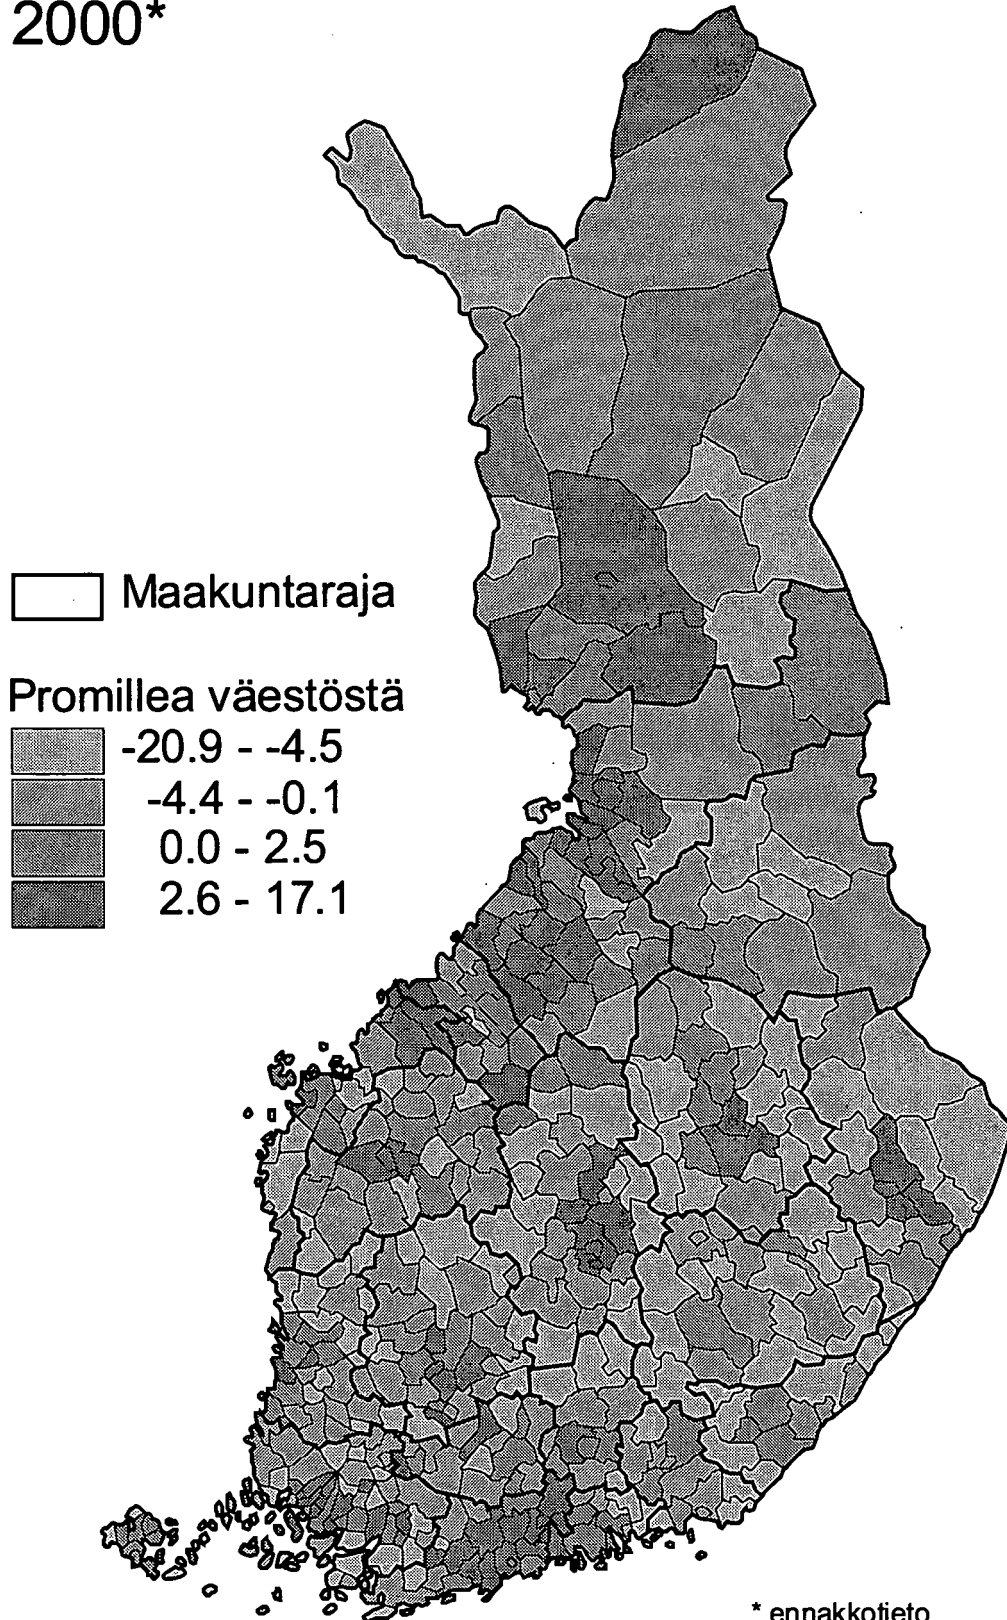 2000*
Maakuntaraja
Promillea väestöstä
-20.9 - -4.5
-4.4 - -0.1
0.0 - 2.5
2.6 - 17.1
* ennakkotieto